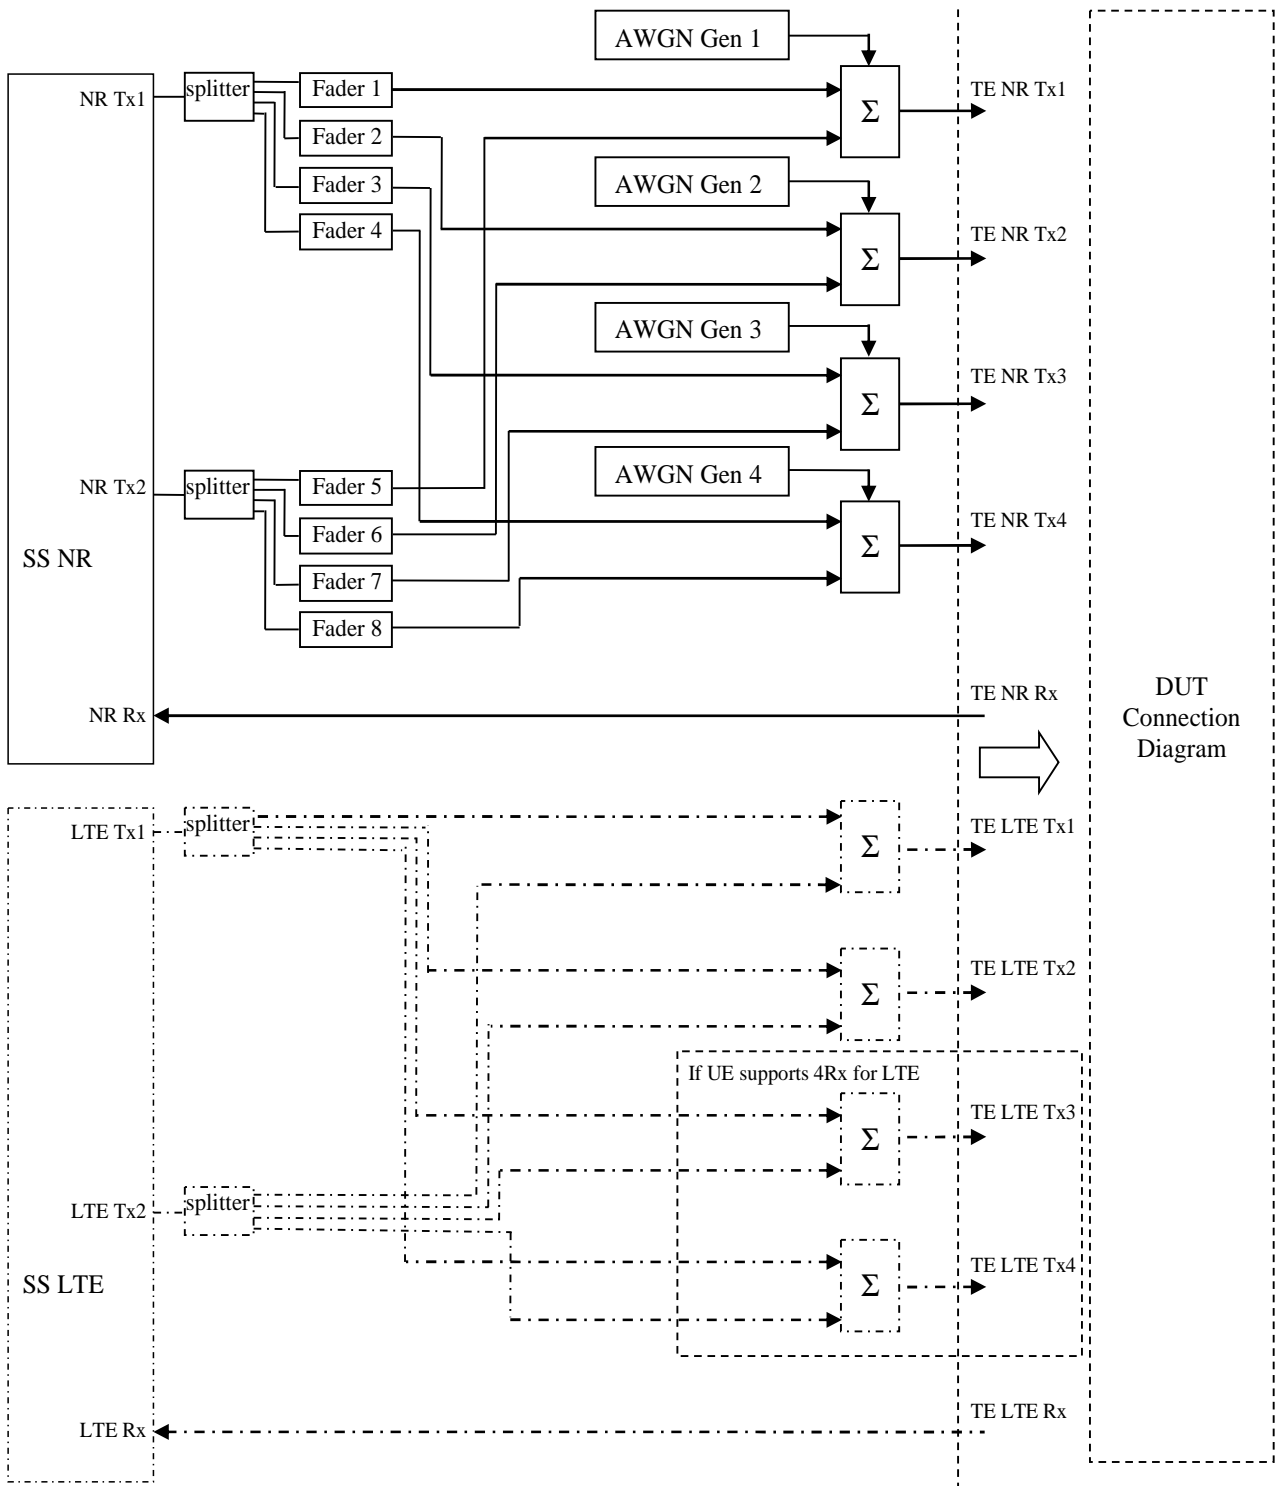 AWGN Gen 1
NR Tx1
splitter
Fader 1
TE NR Tx1
Σ
Fader 2
Fader 3
AWGN Gen 2
Fader 4
TE NR Tx2
Σ
AWGN Gen 3
TE NR Tx3
Σ
AWGN Gen 4
NR Tx2
splitter
Fader 5
TE NR Tx4
Fader 6
Σ
SS NR
Fader 7
Fader 8
TE NR Rx
NR Rx
DUT
Connection
Diagram
LTE Tx1
splitter
TE LTE Tx1
Σ
TE LTE Tx2
Σ
If UE supports 4Rx for LTE
TE LTE Tx3
Σ
LTE Tx2
splitter
TE LTE Tx4
SS LTE
Σ
TE LTE Rx
LTE Rx